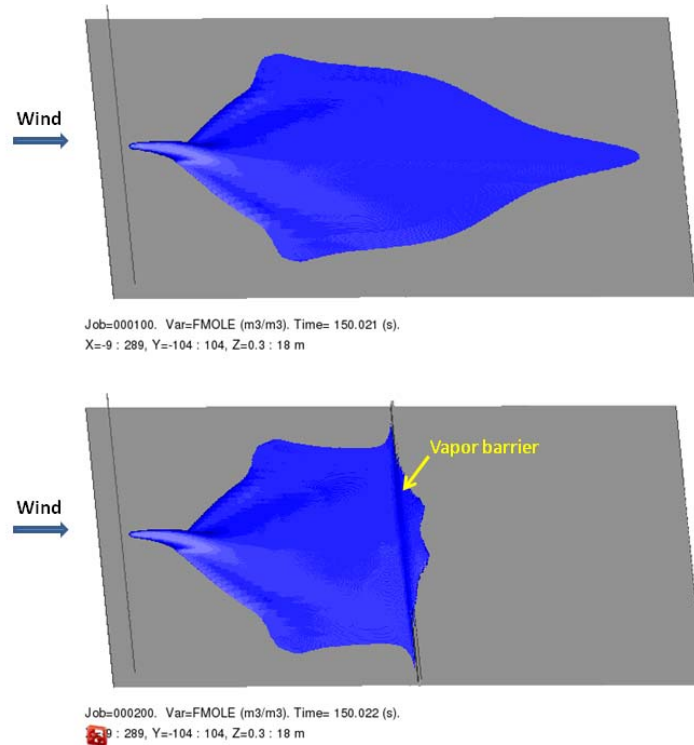 Wind
Job=000100. Var=FMOLE (m3/m3). Time= 150.021 (s).
X=-9 : 289, Y=-104 : 104, Z=0.3 : 18 m
Vapor barrier
Wind
Job=000200. Var=FMOLE (m3/m3). Time= 150.022 (s).
9 : 289, Y=-104 : 104, Z=0.3 : 18 m